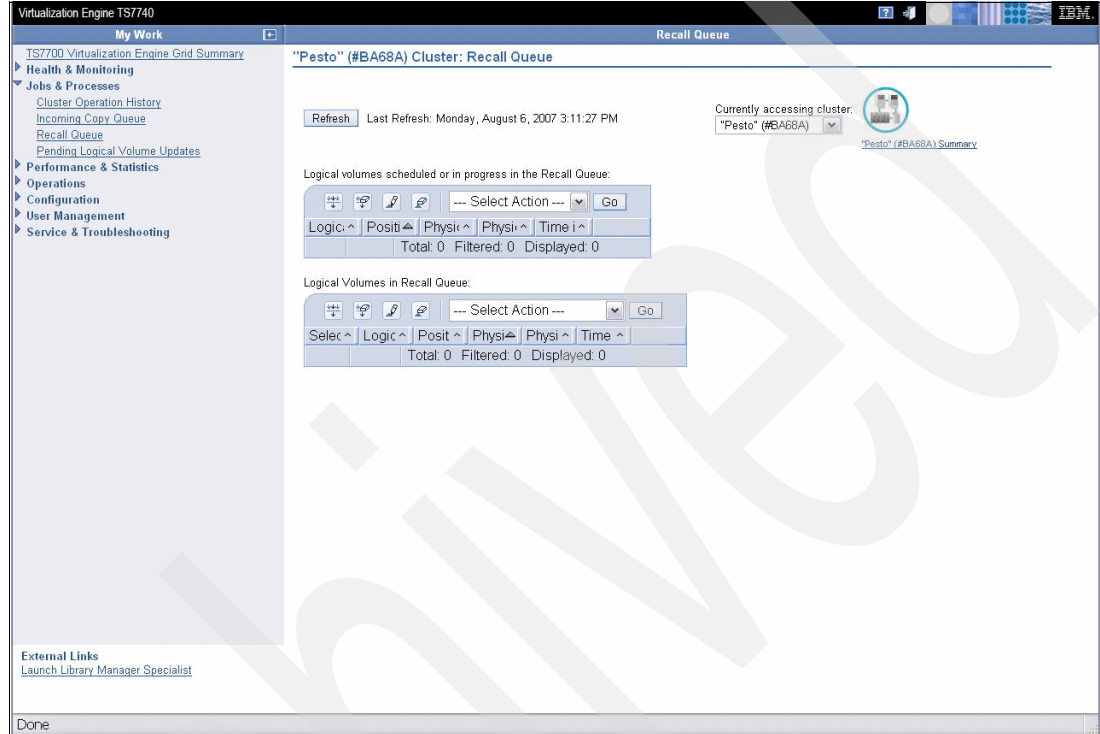 Virtualization Engine TS7740
IBM.
My Work
Recall Queue
TS7700 Virtualization Engine Grid Summary
Health & Monitoring
Jobs & Processes
Cluster Operation History
Incoming Copy Queue
Recall Queue
Pending Logical Volume Updates
Performance & Statistics
Operations
Configuration
User Management
Service & Troubleshooting
External Links
Launch Library Manager Specialist
"Pesto" (#BA68A) Cluster: Recall Queue
Refresh Last Refresh: Monday, August 6, 2007 3:11:27 PM
Currently accessing cluster:
"Pesto" (#BA68A)
"Pesto" (#BA68A) Summary
Logical volumes scheduled or in progress in the Recall Queue:
--- Select Action --- Go
Logic Positi Physic Physi Time i
Total: 0 Filtered: 0 Displayed: 0
Logical Volumes in Recall Queue:
--- Select Action --- Go
Selec Logic Posit Physi Physi Time
Total: 0 Filtered: 0 Displayed: 0
Done
hived